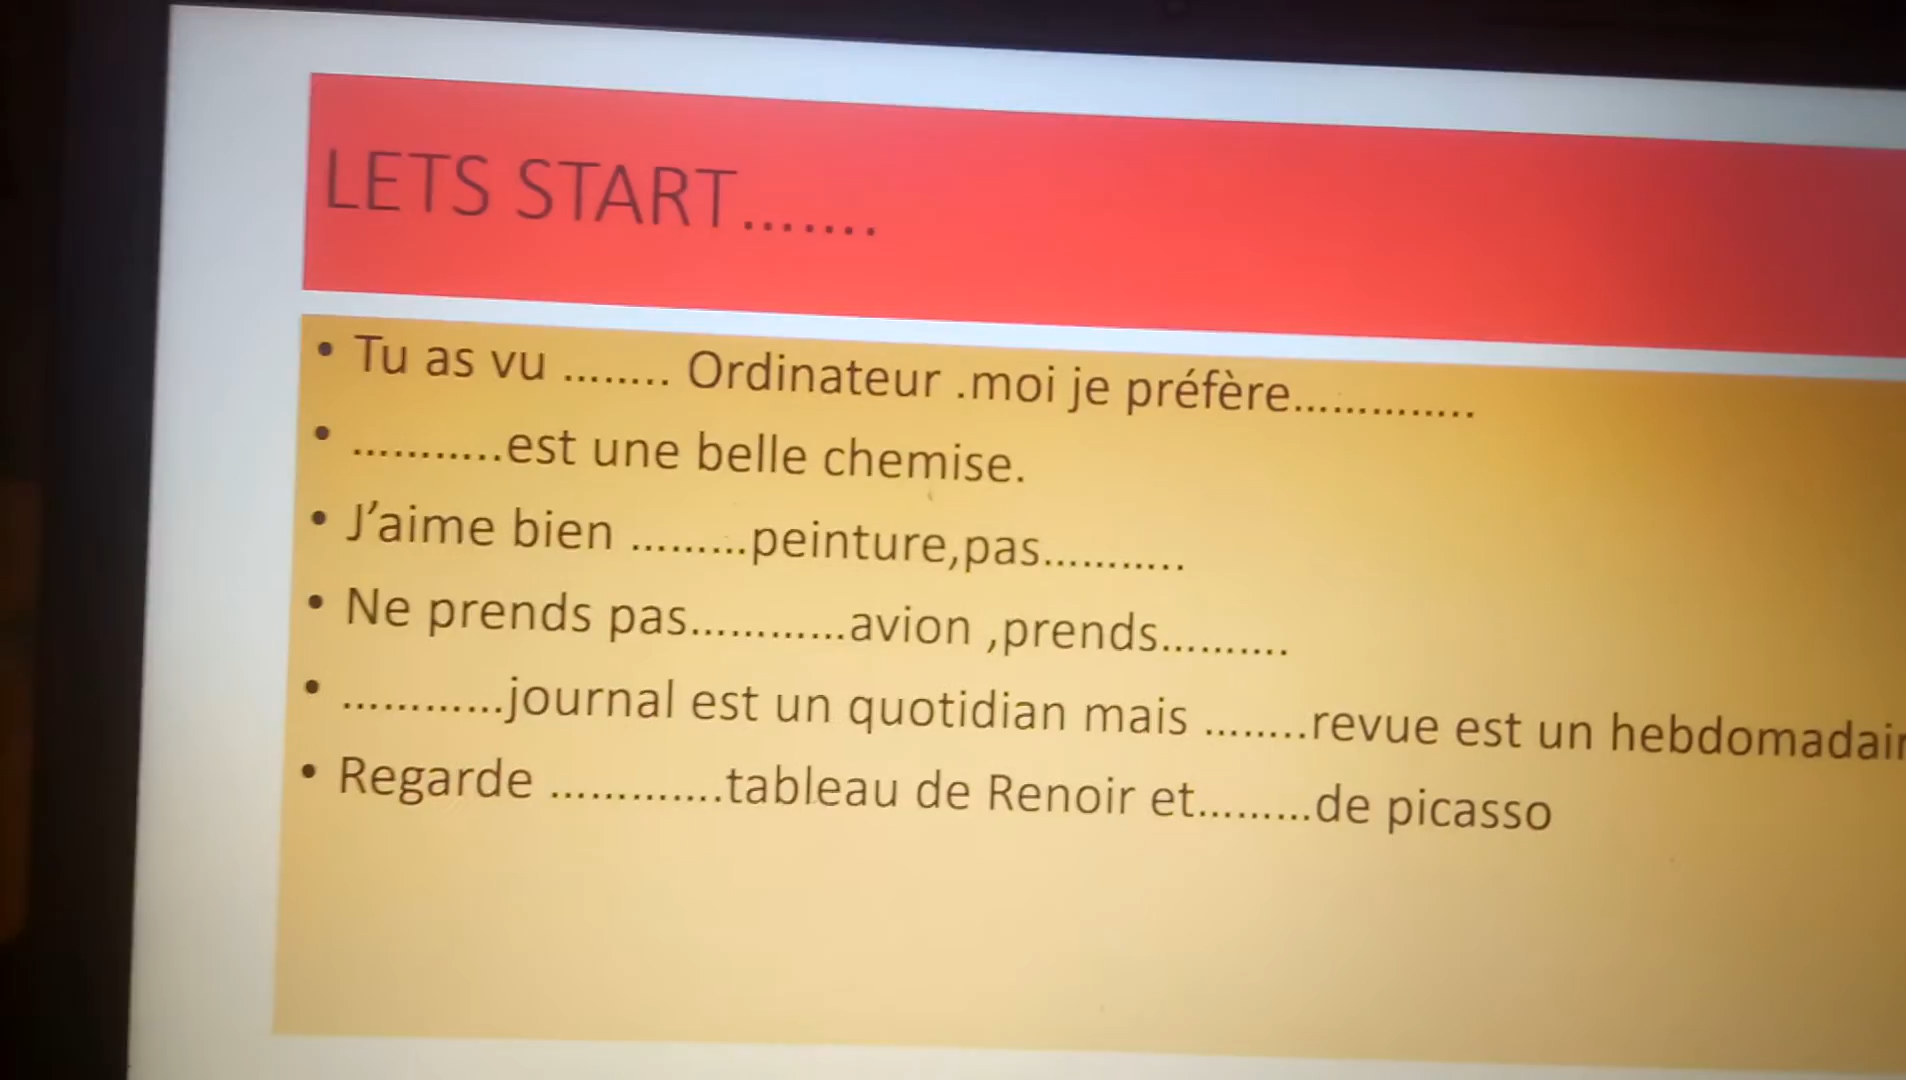 LETS START.......
• Tu as vu ........ Ordinateur .moi je préfère..............
• ...........est une belle chemise.
• J'aime bien .........peinture,pas...........
• Ne prends pas............avion ,prends..........
• ............journal est un quotidian mais ........revue est un
• Regarde .............tableau de Renoir et.........de picasso